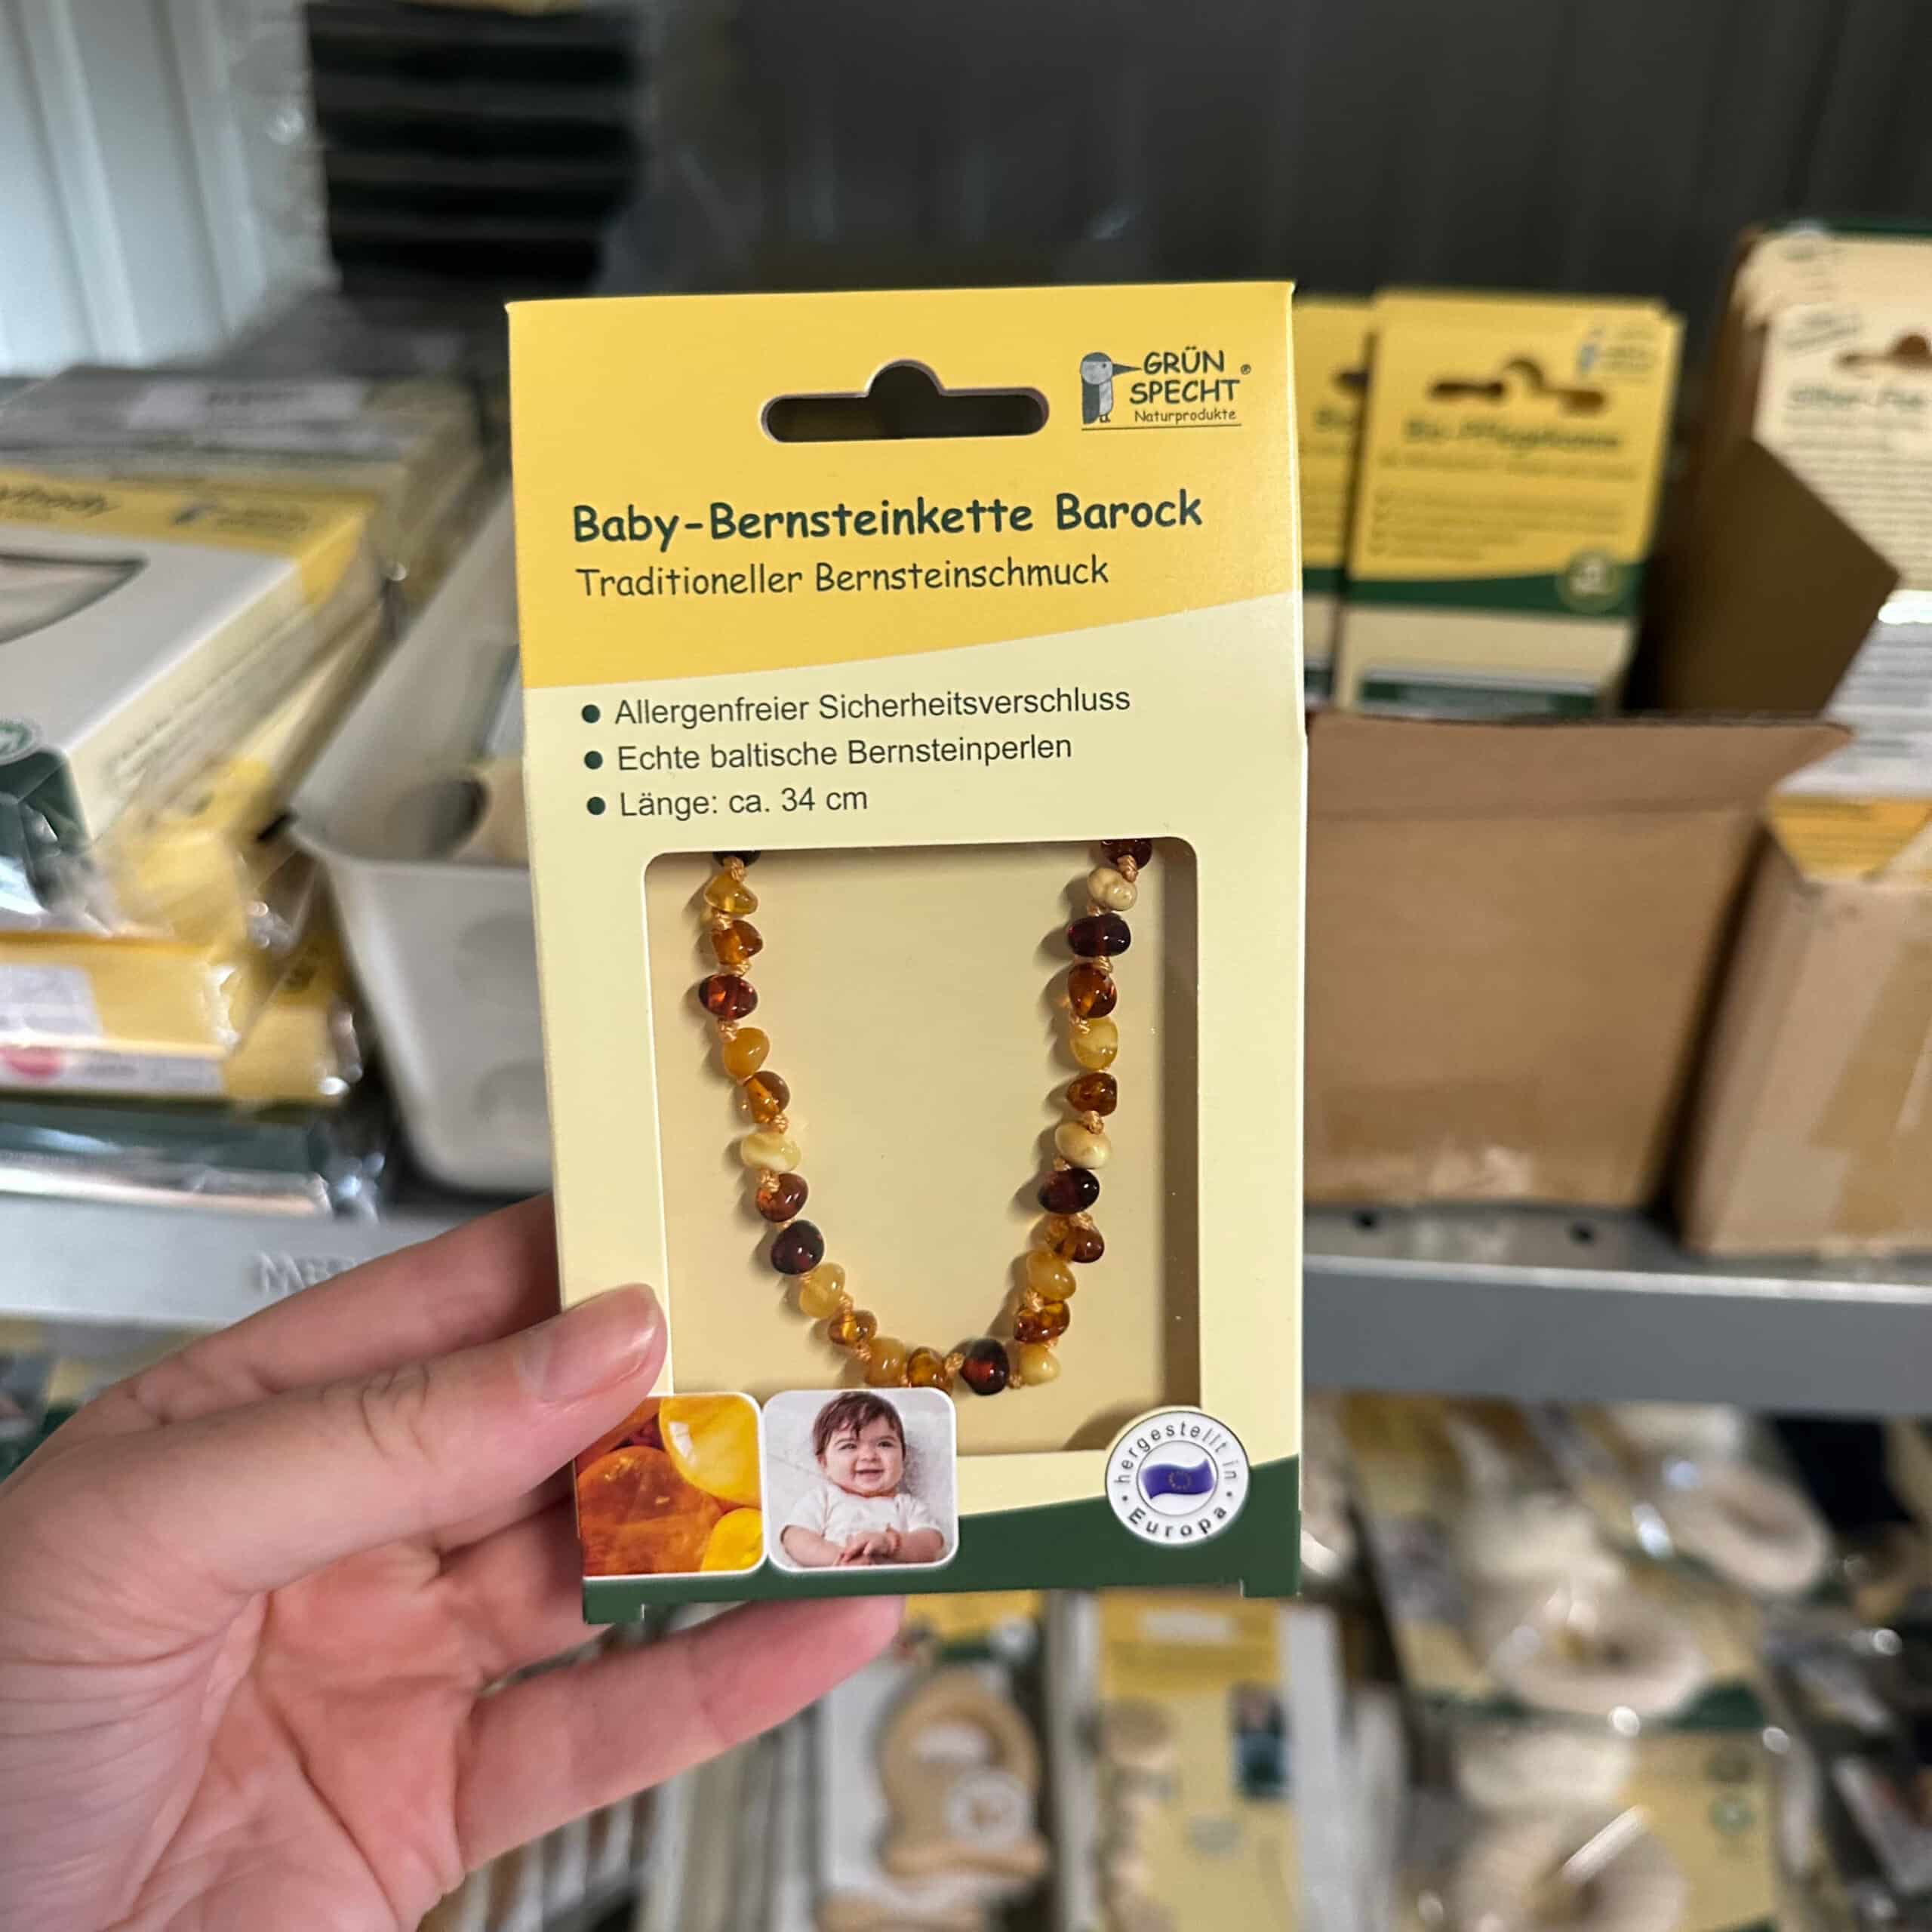 GRÜN ®
SPECHT
Naturprodukte
Baby-Bernsteinkette Barock
Traditioneller Bernsteinschmuck
● Allergenfreier Sicherheitsverschluss
● Echte baltische Bernsteinperlen
● Länge: ca. 34 cm
• hergestellt in •
Europa